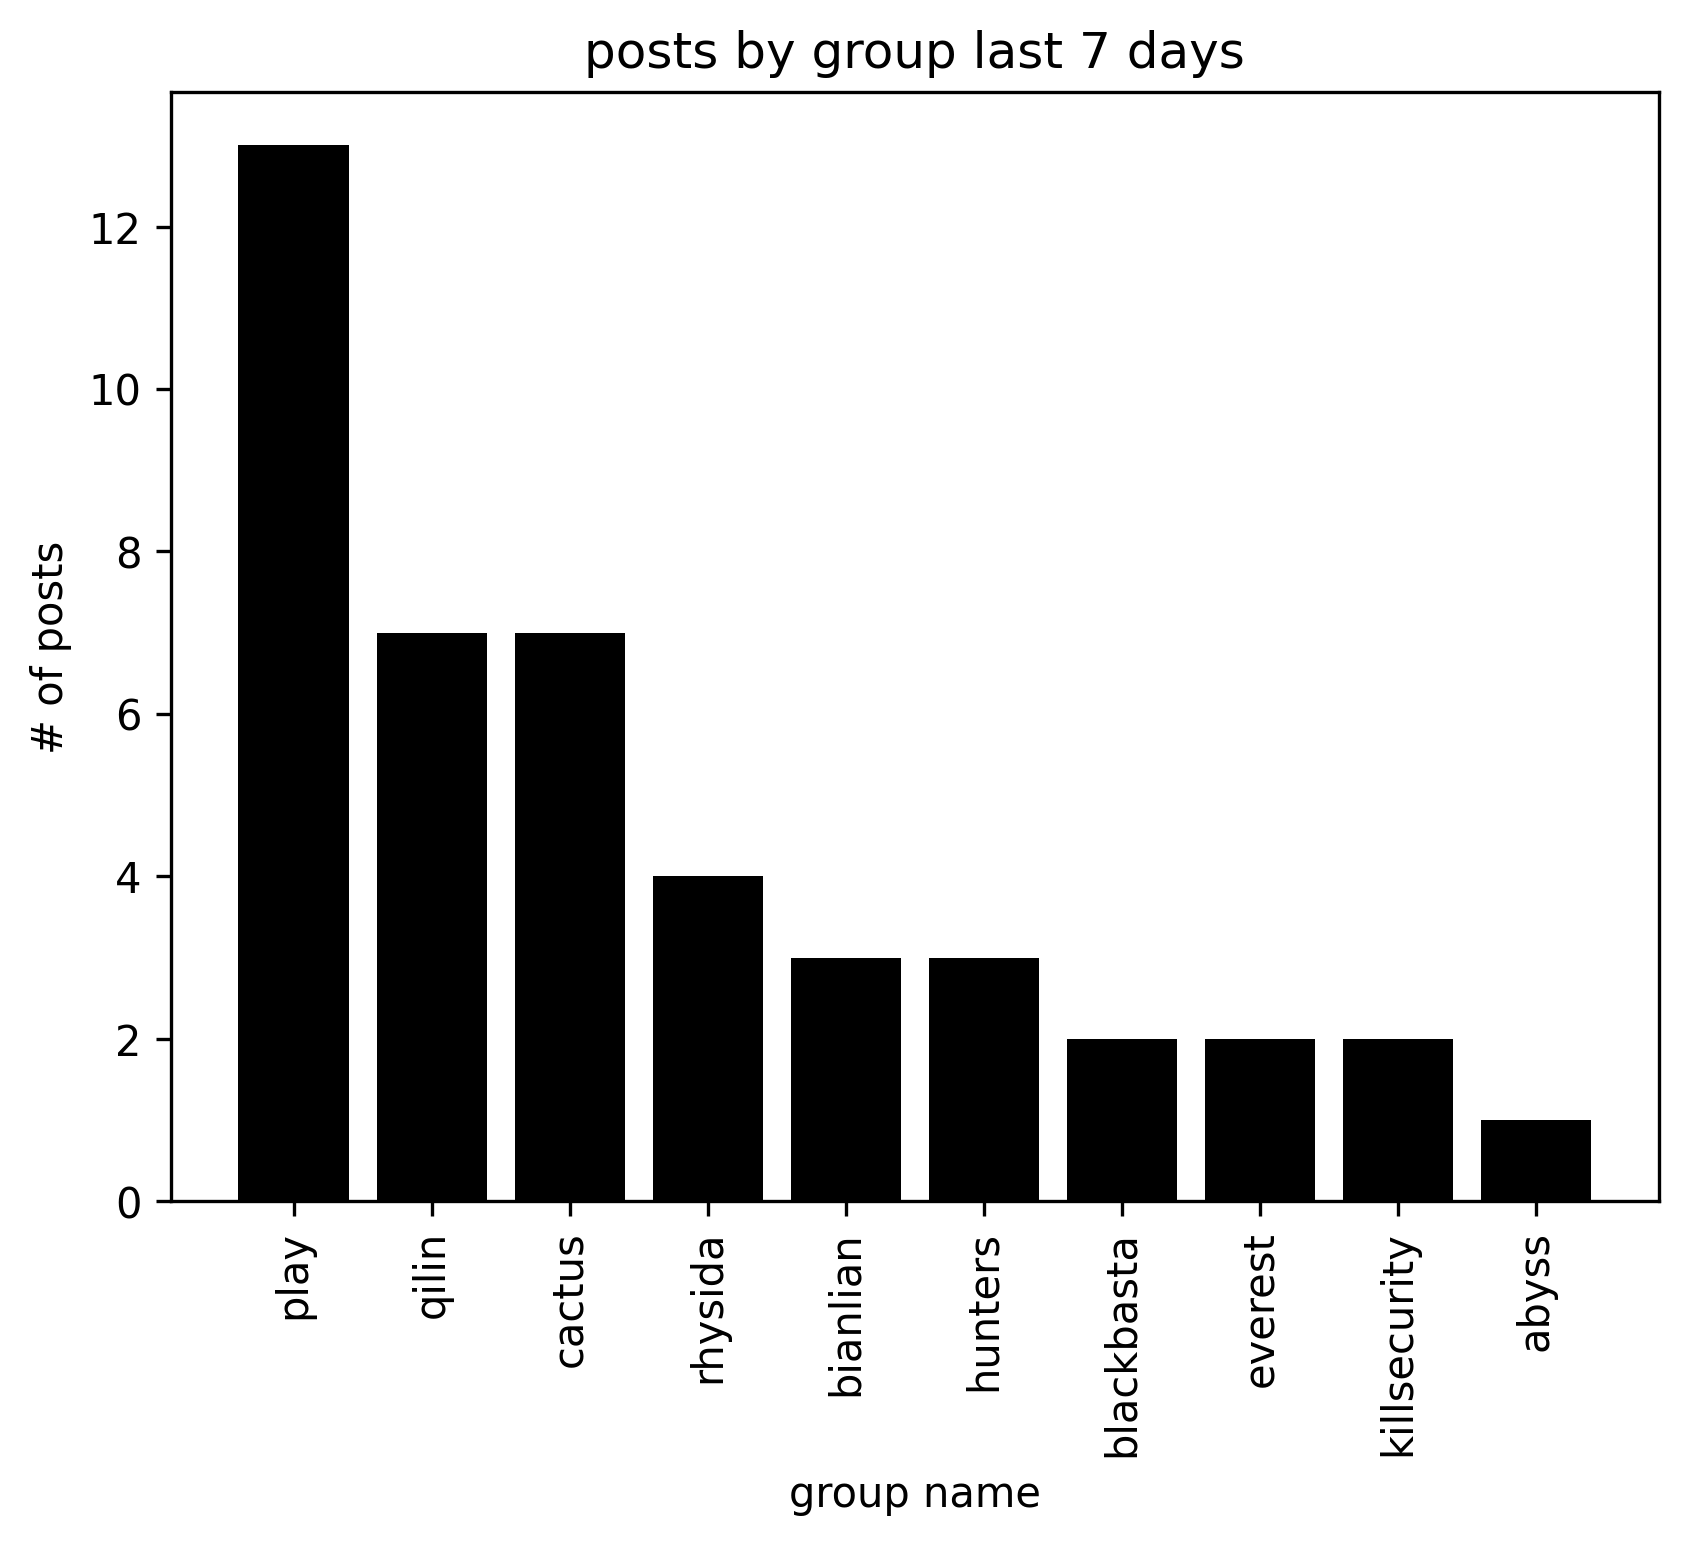 posts by group last 7 days
# of posts
12
10
8
6
4
2
0
play
qilin
cactus
rhysida
bianlian
hunters
blackbasta
everest
killsecurity
abyss
group name